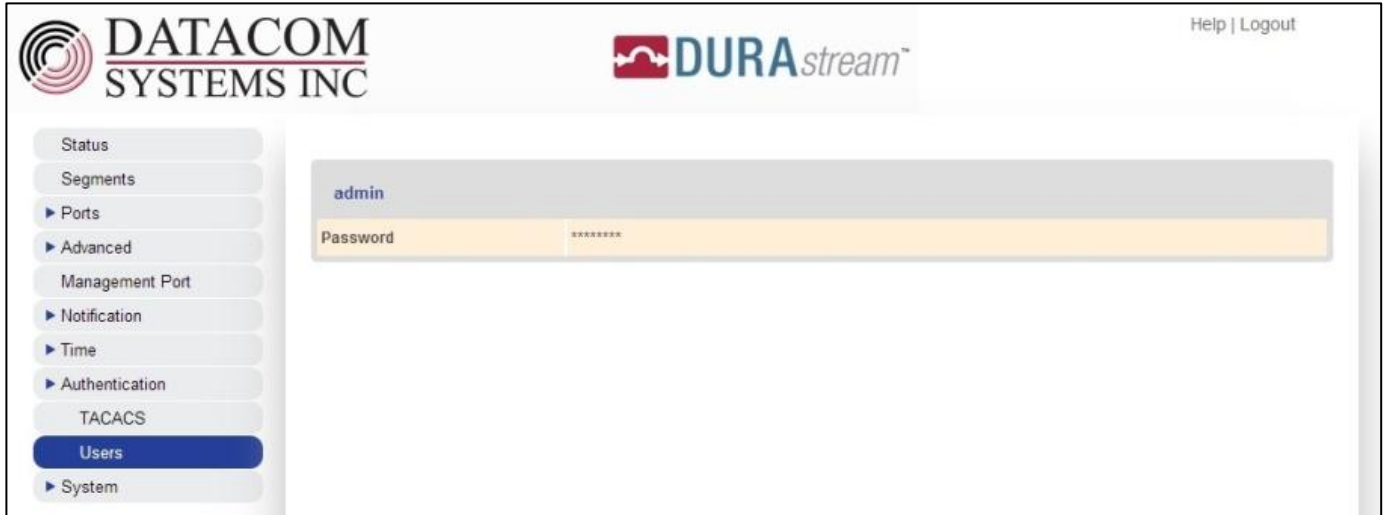 DATACOM
SYSTEMS INC
DURAstream™
Help | Logout
Status
Segments
Ports
Advanced
Management Port
Notification
Time
Authentication
TACACS
Users
System
admin
Password ********